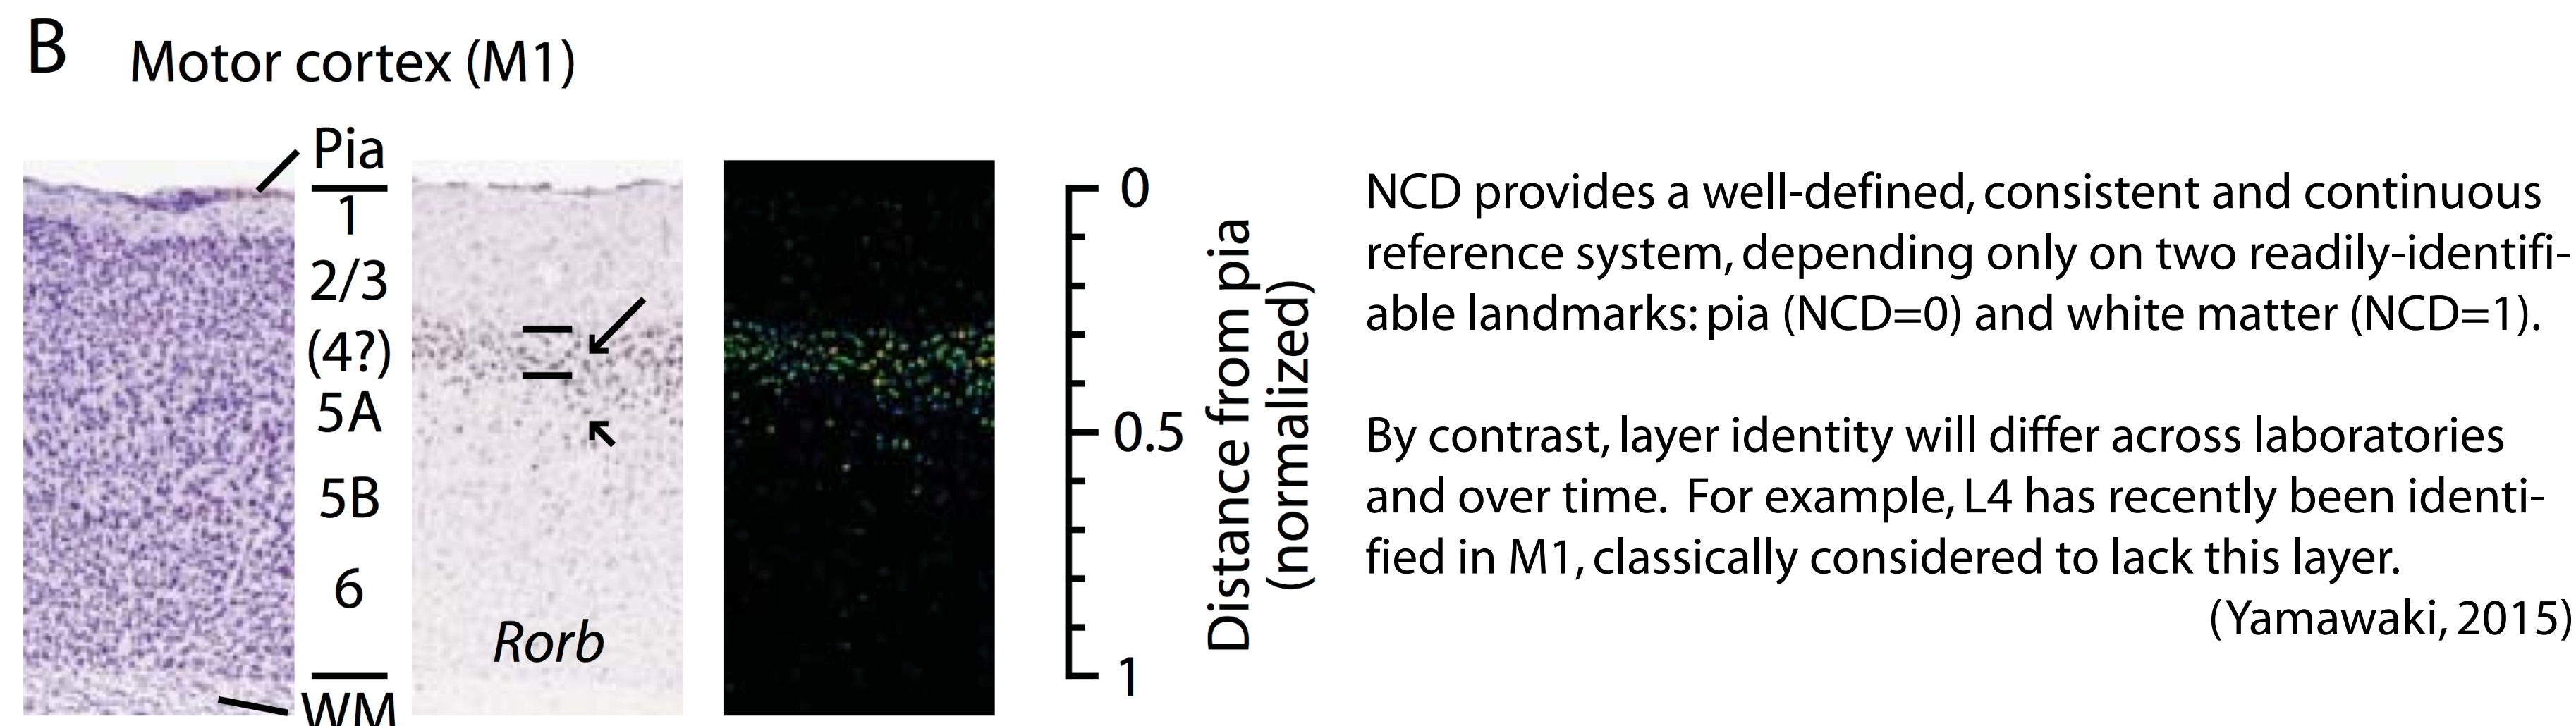 B Motor cortex (M1)
Pia
1
2/3
(4?)
5A
5B
6
WM
Rorb
0
0.5
1
Distance from pia
(normalized)
NCD provides a well-defined, consistent and continuous
reference system, depending only on two readily-identifi-
able landmarks: pia (NCD=0) and white matter (NCD=1).
By contrast, layer identity will differ across laboratories
and over time. For example, L4 has recently been identi-
fied in M1, classically considered to lack this layer.
(Yamawaki, 2015)